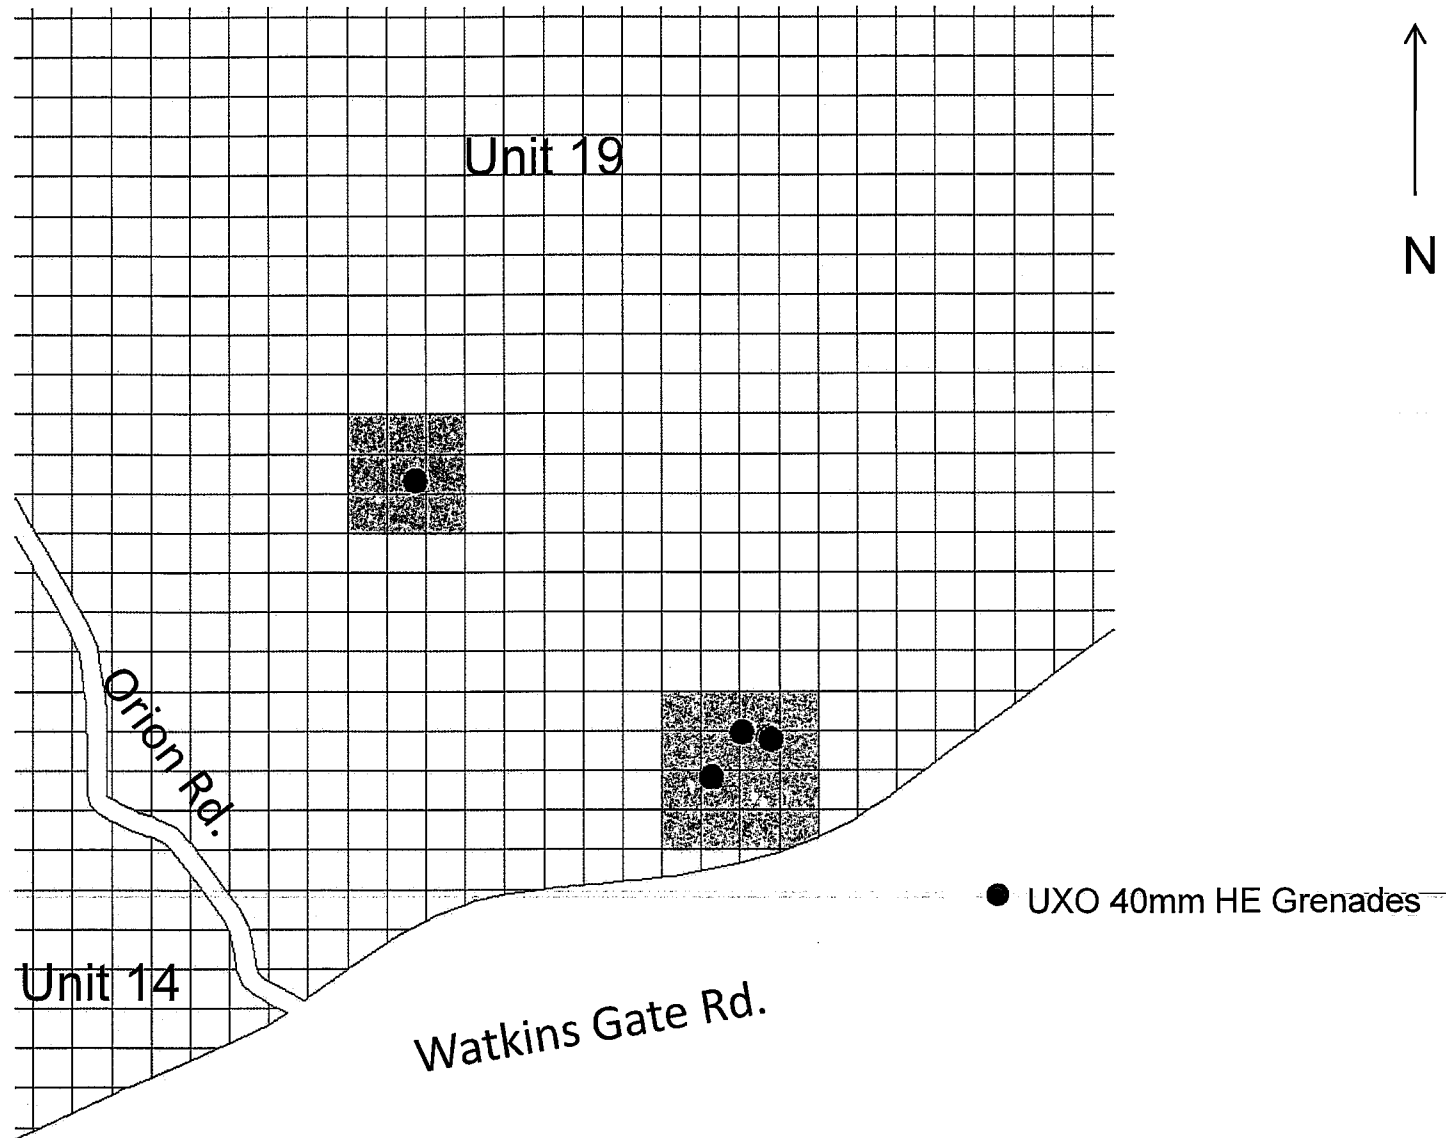 Unit 19
N
Orion Rd.
UXO 40mm HE Grenades
Unit 14
Watkins Gate Rd.